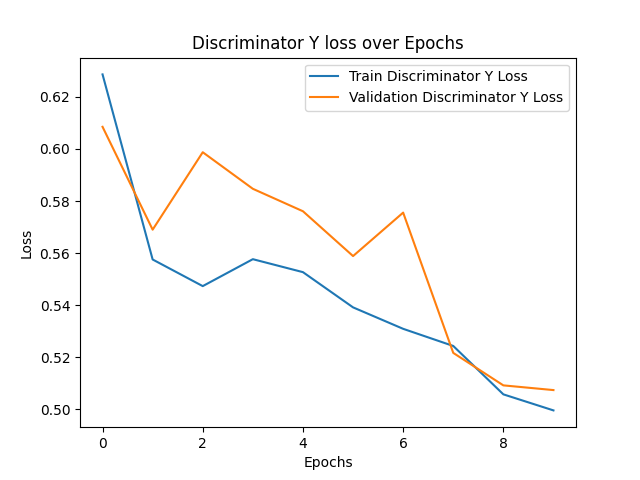 Discriminator Y loss over Epochs
Train Discriminator Y Loss
Validation Discriminator Y Loss
0.62
0.60
0.58
0.56
0.54
0.52
0.50
Loss
0 2 4 6 8
Epochs